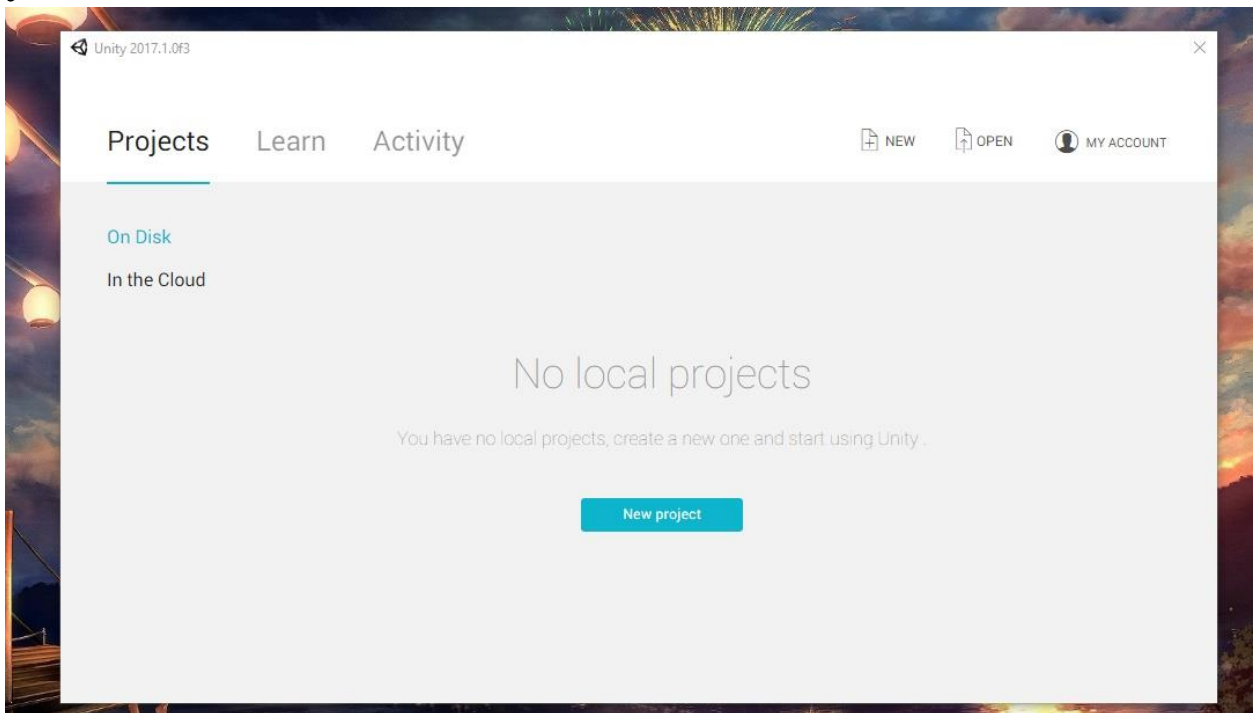 Unity 2017.1.0f3
Projects Learn Activity NEW OPEN MY ACCOUNT
On Disk
In the Cloud
No local projects
You have no local projects, create a new one and start using Unity .
New project